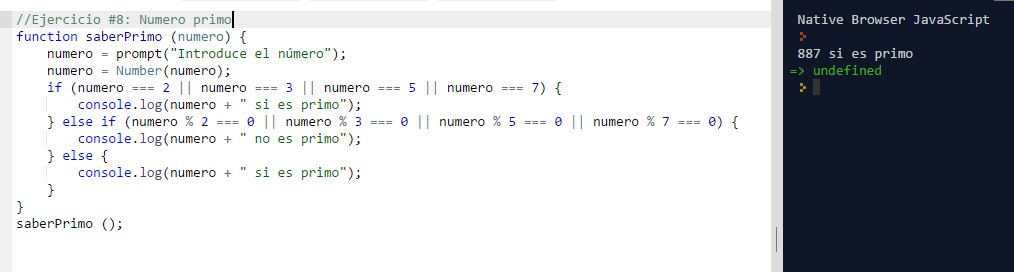 //Ejercicio #8: Numero primo
function saberPrimo (numero) {
    numero = prompt("Introduce el número");
    numero = Number(numero);
    if (numero === 2 || numero === 3 || numero === 5 || numero === 7) {
        console.log(numero + " si es primo");
    } else if (numero % 2 === 0 || numero % 3 === 0 || numero % 5 === 0 || numero % 7 === 0) {
        console.log(numero + " no es primo");
    } else {
        console.log(numero + " si es primo");
    }
}
saberPrimo ();
Native Browser JavaScript
>
887 si es primo
=> undefined
>